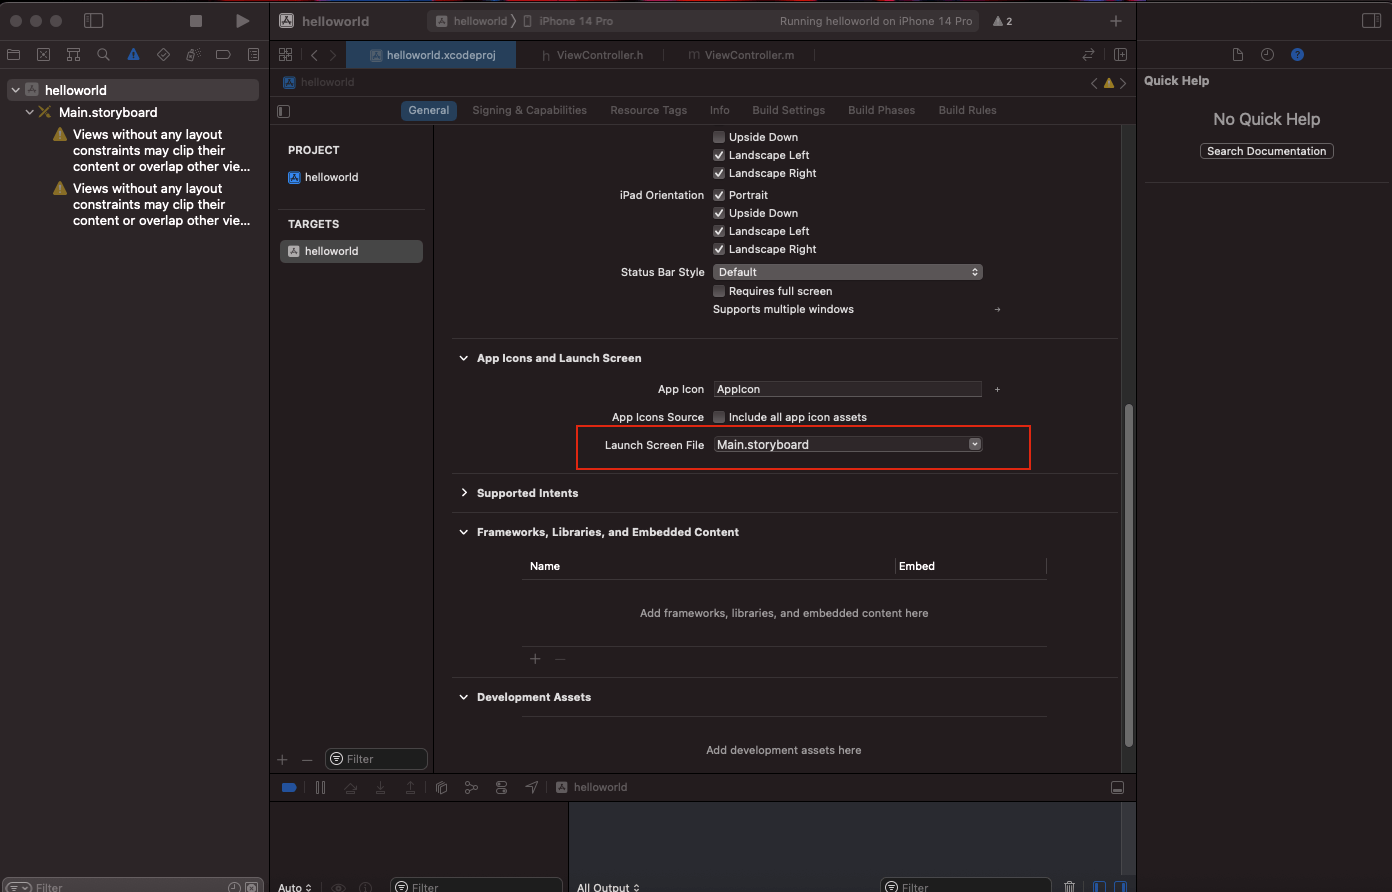 helloworld
helloworld
iPhone 14 Pro
Running helloworld on iPhone 14 Pro
2
helloworld.xcodeproj
ViewController.h
ViewController.m
helloworld
Main.storyboard
Views without any layout
constraints may clip their
content or overlap other vie...
Views without any layout
constraints may clip their
content or overlap other vie...
helloworld
General
Signing & Capabilities
Resource Tags
Info
Build Settings
Build Phases
Build Rules
PROJECT
helloworld
TARGETS
helloworld
Upside Down
Landscape Left
Landscape Right
iPad Orientation
Portrait
Upside Down
Landscape Left
Landscape Right
Status Bar Style
Default
Requires full screen
Supports multiple windows
App Icons and Launch Screen
App Icon
AppIcon
App Icons Source
Include all app icon assets
Launch Screen File
Main.storyboard
Supported Intents
Frameworks, Libraries, and Embedded Content
Name
Embed
Add frameworks, libraries, and embedded content here
Development Assets
Add development assets here
Filter
helloworld
Quick Help
No Quick Help
Search Documentation
Filter
Auto
Filter
All Output
Filter